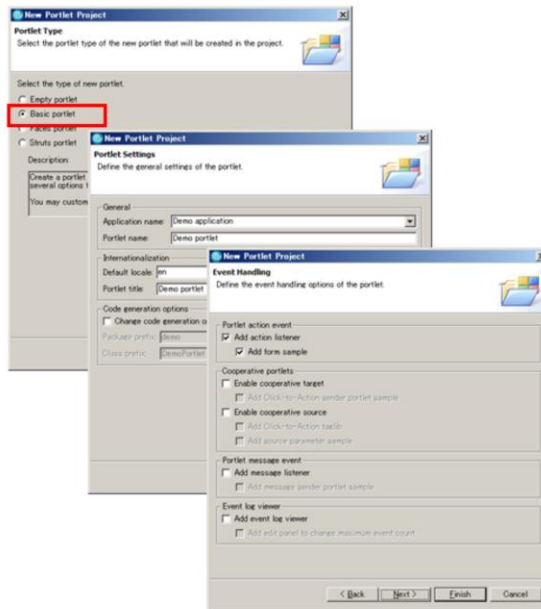 New Portlet Project
Portlet Type
Select the portlet type of the new portlet that will be created in the project.
Select the type of new portlet.
Empty portlet
Basic portlet
Faces portlet
Struts portlet
Description:
Create a portlet
several options
You may custom
New Portlet Project
Portlet Settings
Define the general settings of the portlet.
General
Application name: Demo application
Portlet name: Demo portlet
Internationalization
Default locale: en
Portlet title: Demo portlet
Code generation options
Change code generation
Package prefix: demo
Class prefix: DemoPortlet
New Portlet Project
Event Handling
Define the event handling options of the portlet.
Portlet action event
Add action listener
Add form sample
Cooperative portlets
Enable cooperative target
Add Click-to-Action sender portlet sample
Enable cooperative source
Add Click-to-Action taglib
Add source parameter sample
Portlet message event
Add message listener
Add message sender portlet sample
Event log viewer
Add event log viewer
Add edit panel to change maximum event count
< Back Next > Finish Cancel